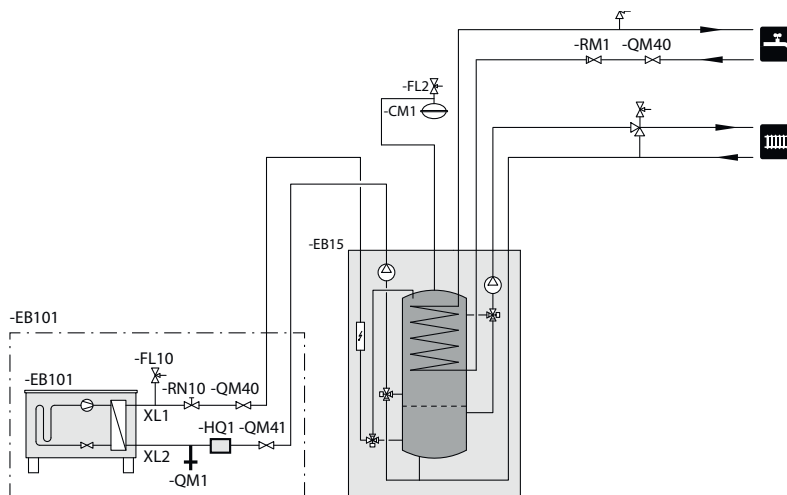 -RM1 -QM40
-FL2
-CM1
-EB15
-EB101
-FL10
-EB101
-RN10 -QM40
XL1
-HQ1 -QM41
XL2
-QM1